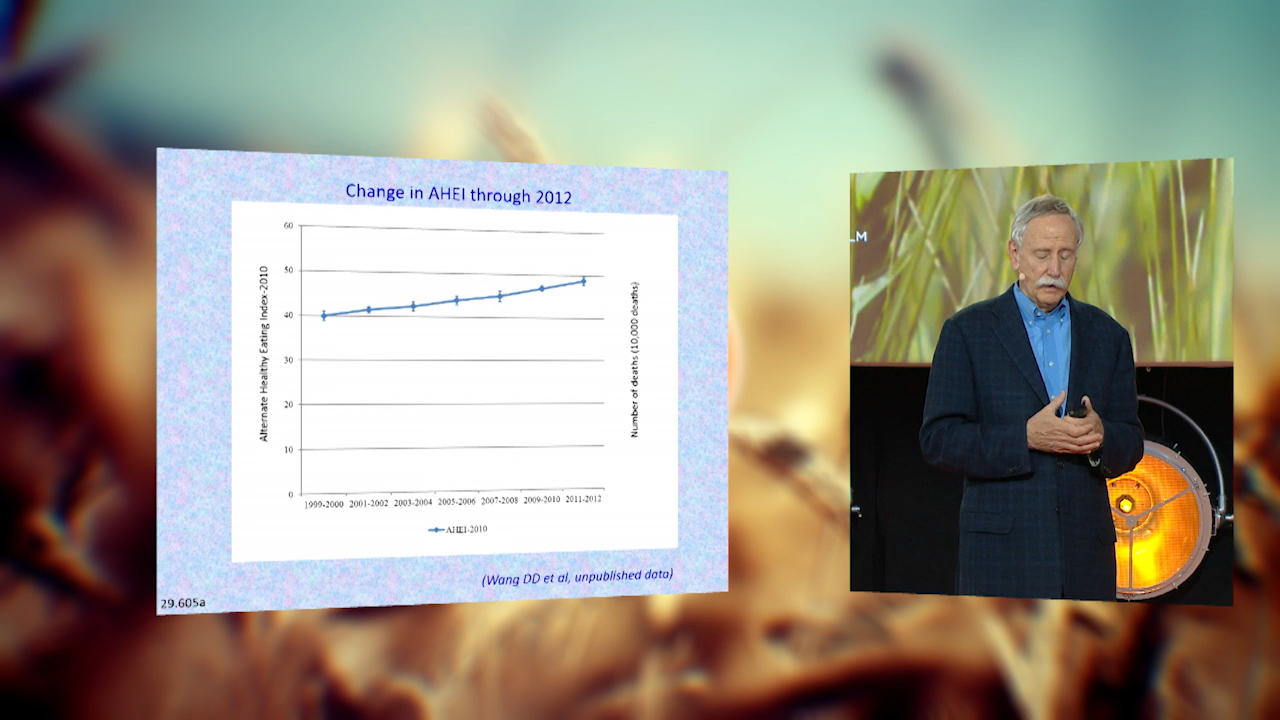 Change in AHEI through 2012
60
50
40
30
20
10
0
Alternate Healthy Eating Index-2010
Number of deaths (10,000 deaths)
1999-2000 2001-2002 2003-2004 2005-2006 2007-2008 2009-2010 2011-2012
AHEI-2010
(Wang DD et al, unpublished data)
29.605a
LM